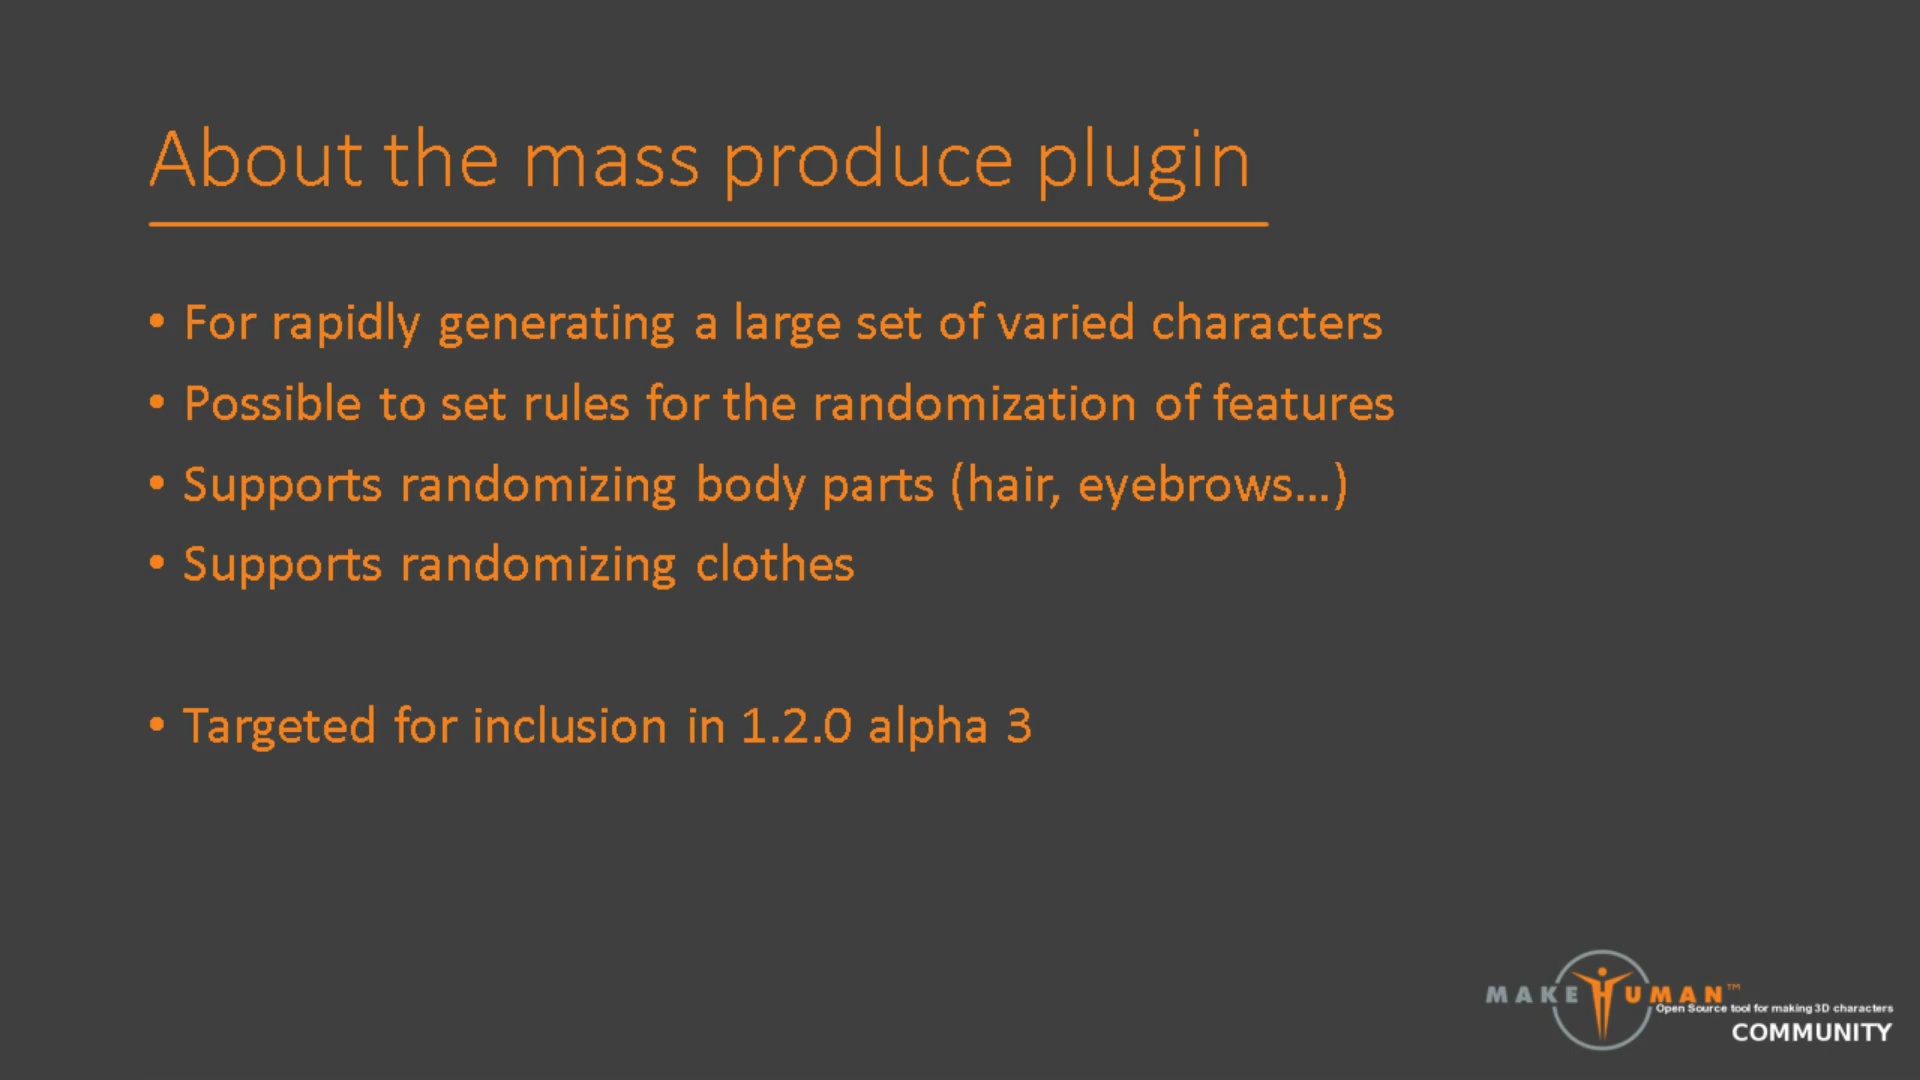 About the mass produce plugin
• For rapidly generating a large set of varied characters
• Possible to set rules for the randomization of features
• Supports randomizing body parts (hair, eyebrows...)
• Supports randomizing clothes
• Targeted for inclusion in 1.2.0 alpha 3
MAKEHUMAN™
Open Source tool for making 3D characters
COMMUNITY